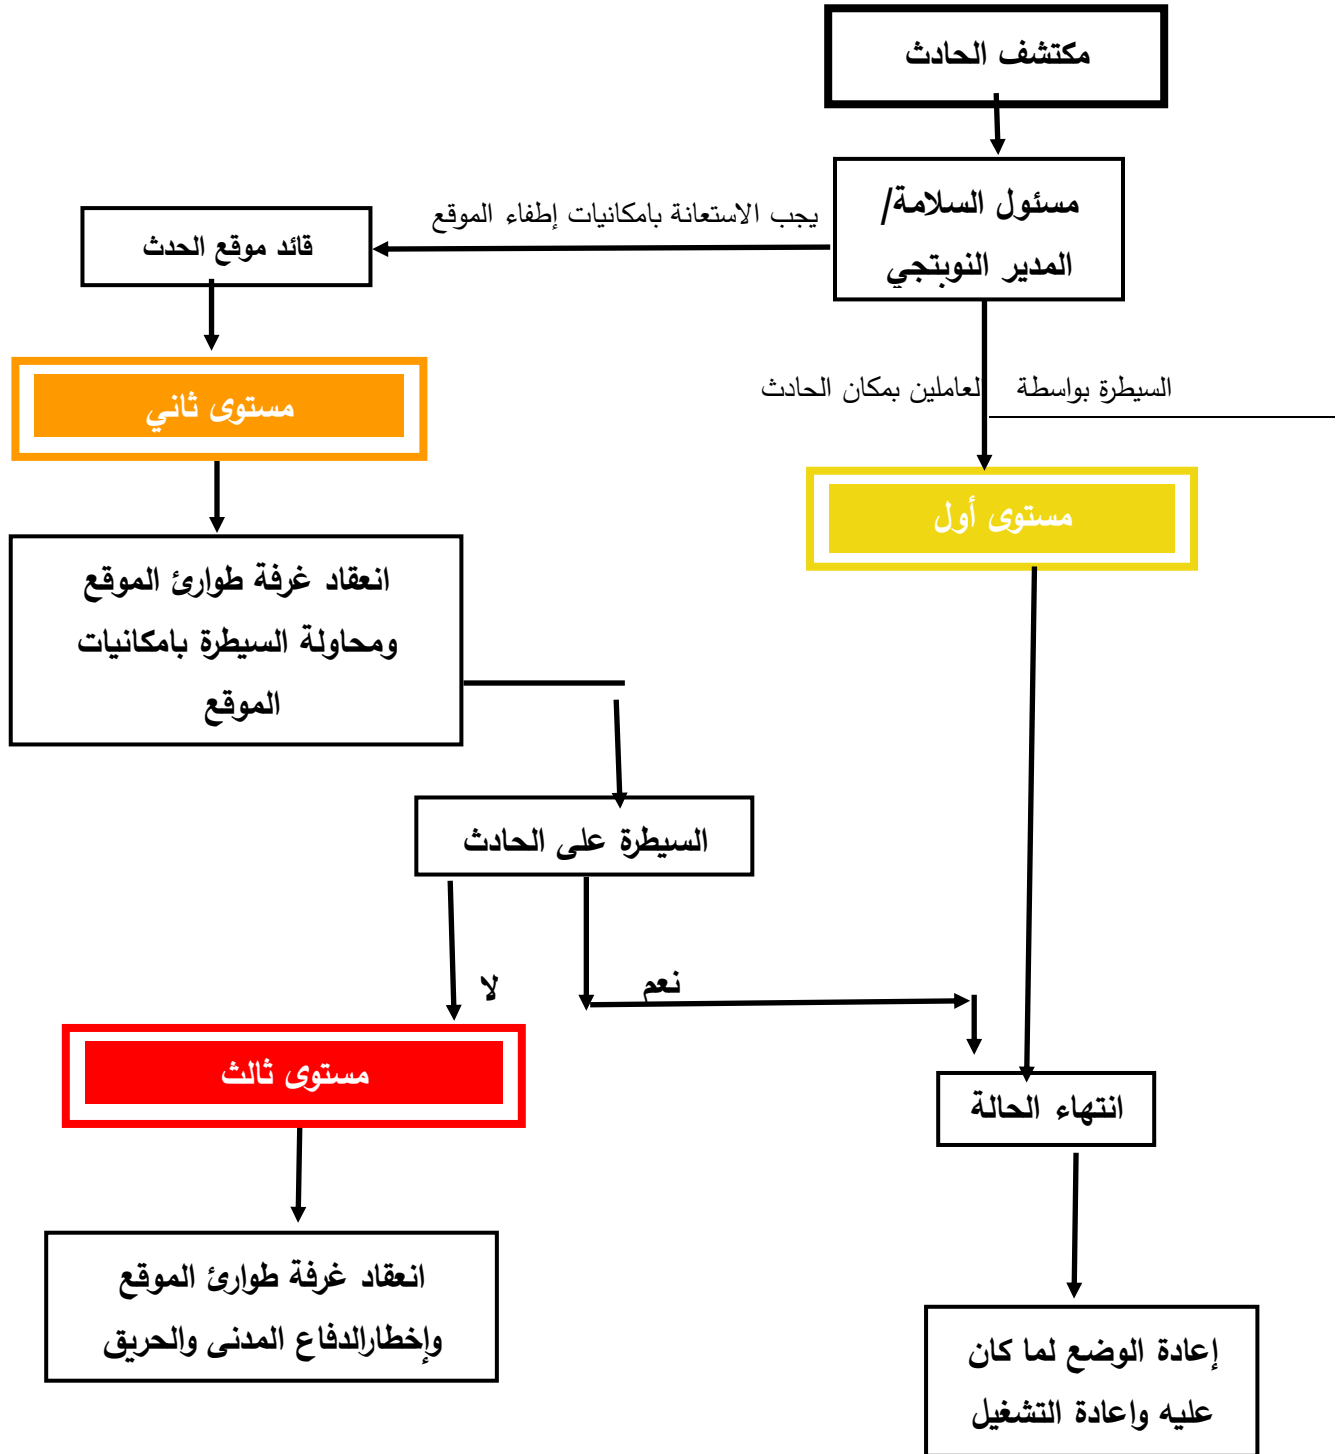 مكتشف الحادث
مسئول السلامة/
المدير النوبتجي
يجب الاستعانة بامكانيات إطفاء الموقع
قائد موقع الحدث
السيطرة بواسطة العاملين بمكان الحادث
مستوى ثاني
مستوى أول
انعقاد غرفة طوارئ الموقع
ومحاولة السيطرة بامكانيات
الموقع
السيطرة على الحادث
نعم
لا
مستوى ثالث
انتهاء الحالة
انعقاد غرفة طوارئ الموقع
وإخطارالدفاع المدنى والحريق
إعادة الوضع لما كان
عليه واعادة التشغيل